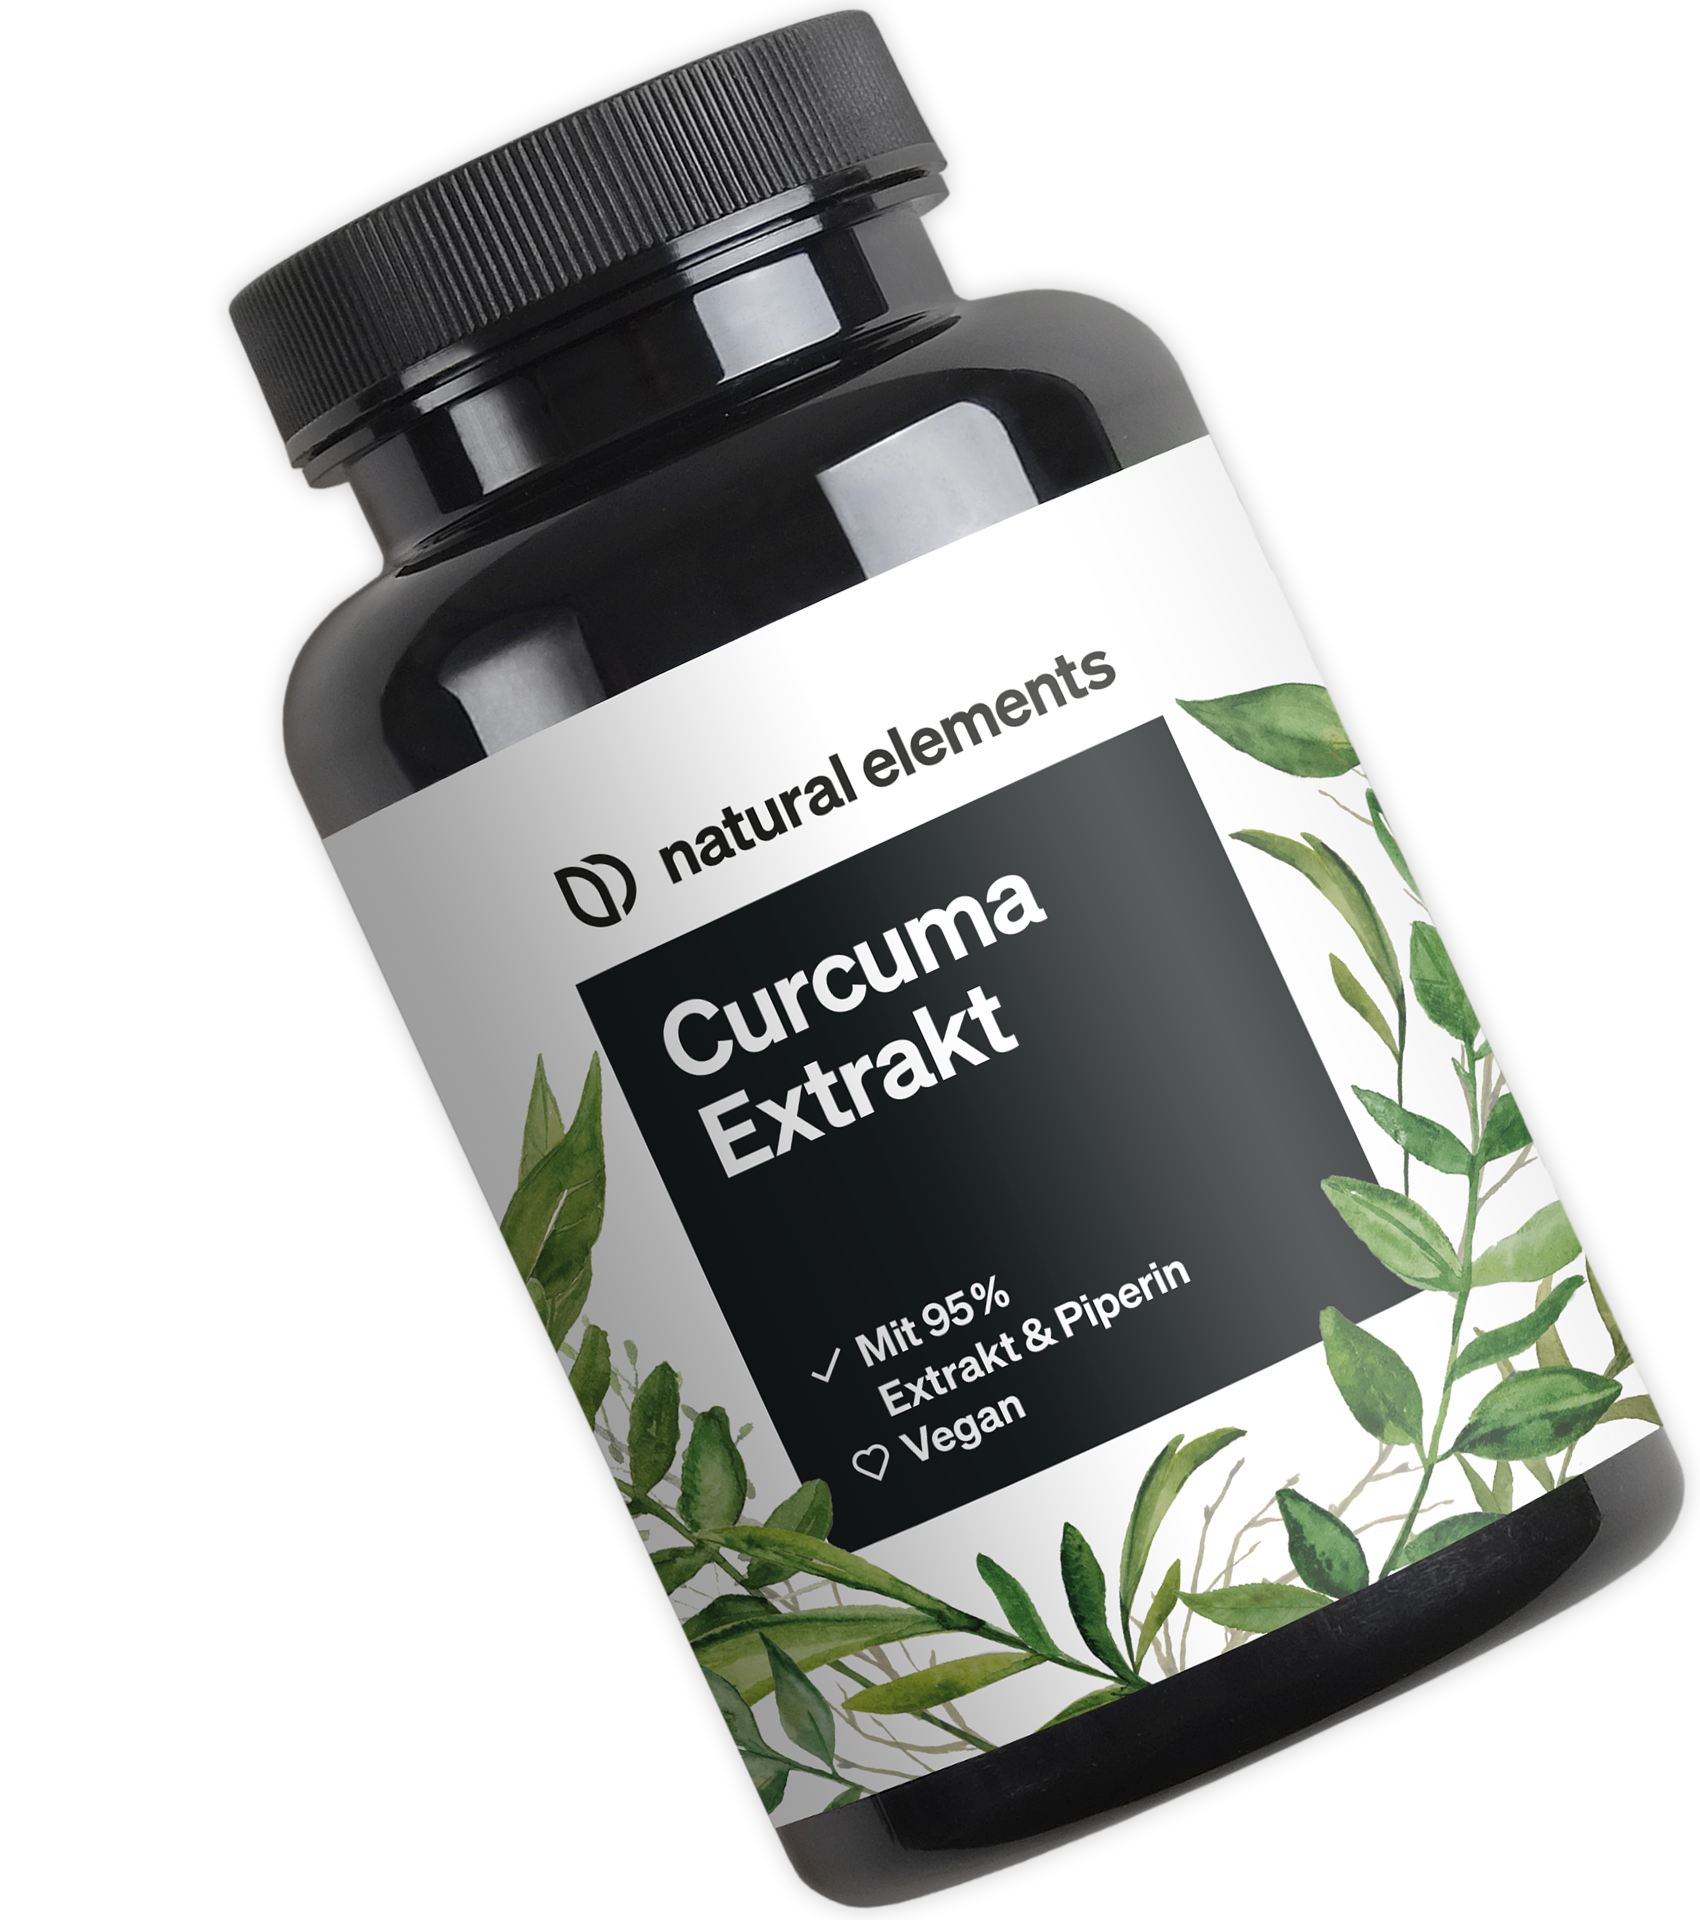 natural elements
Curcuma
Extrakt
Mit 95%
Extrakt & Piperin
Vegan